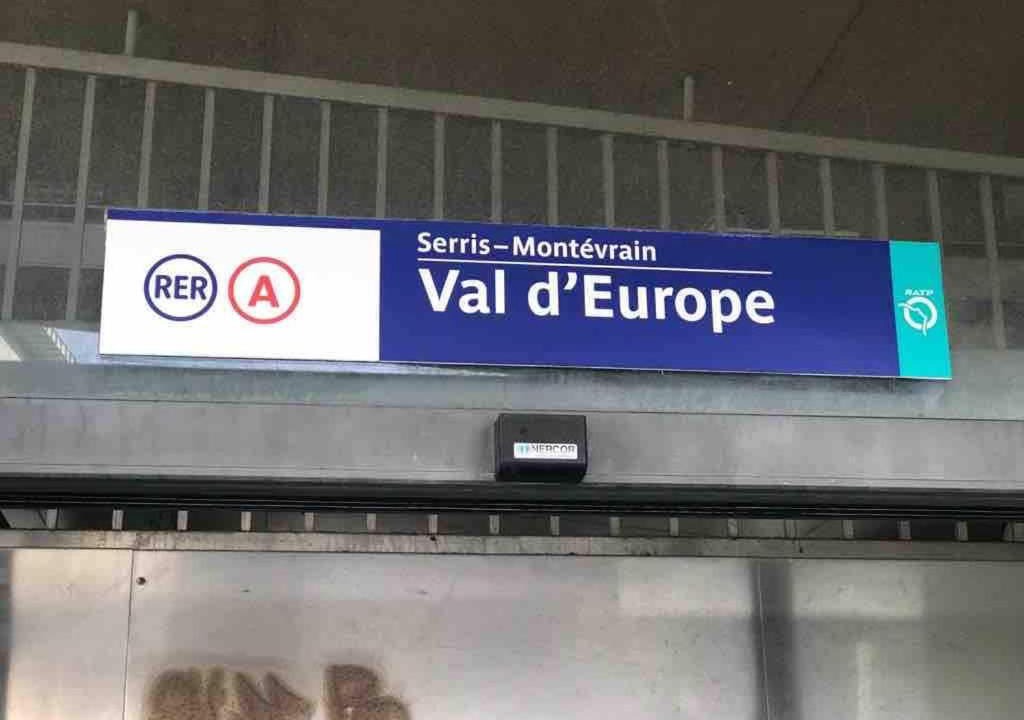 RER A
Serris–Montévrain
Val d'Europe
RATP
NERCOR